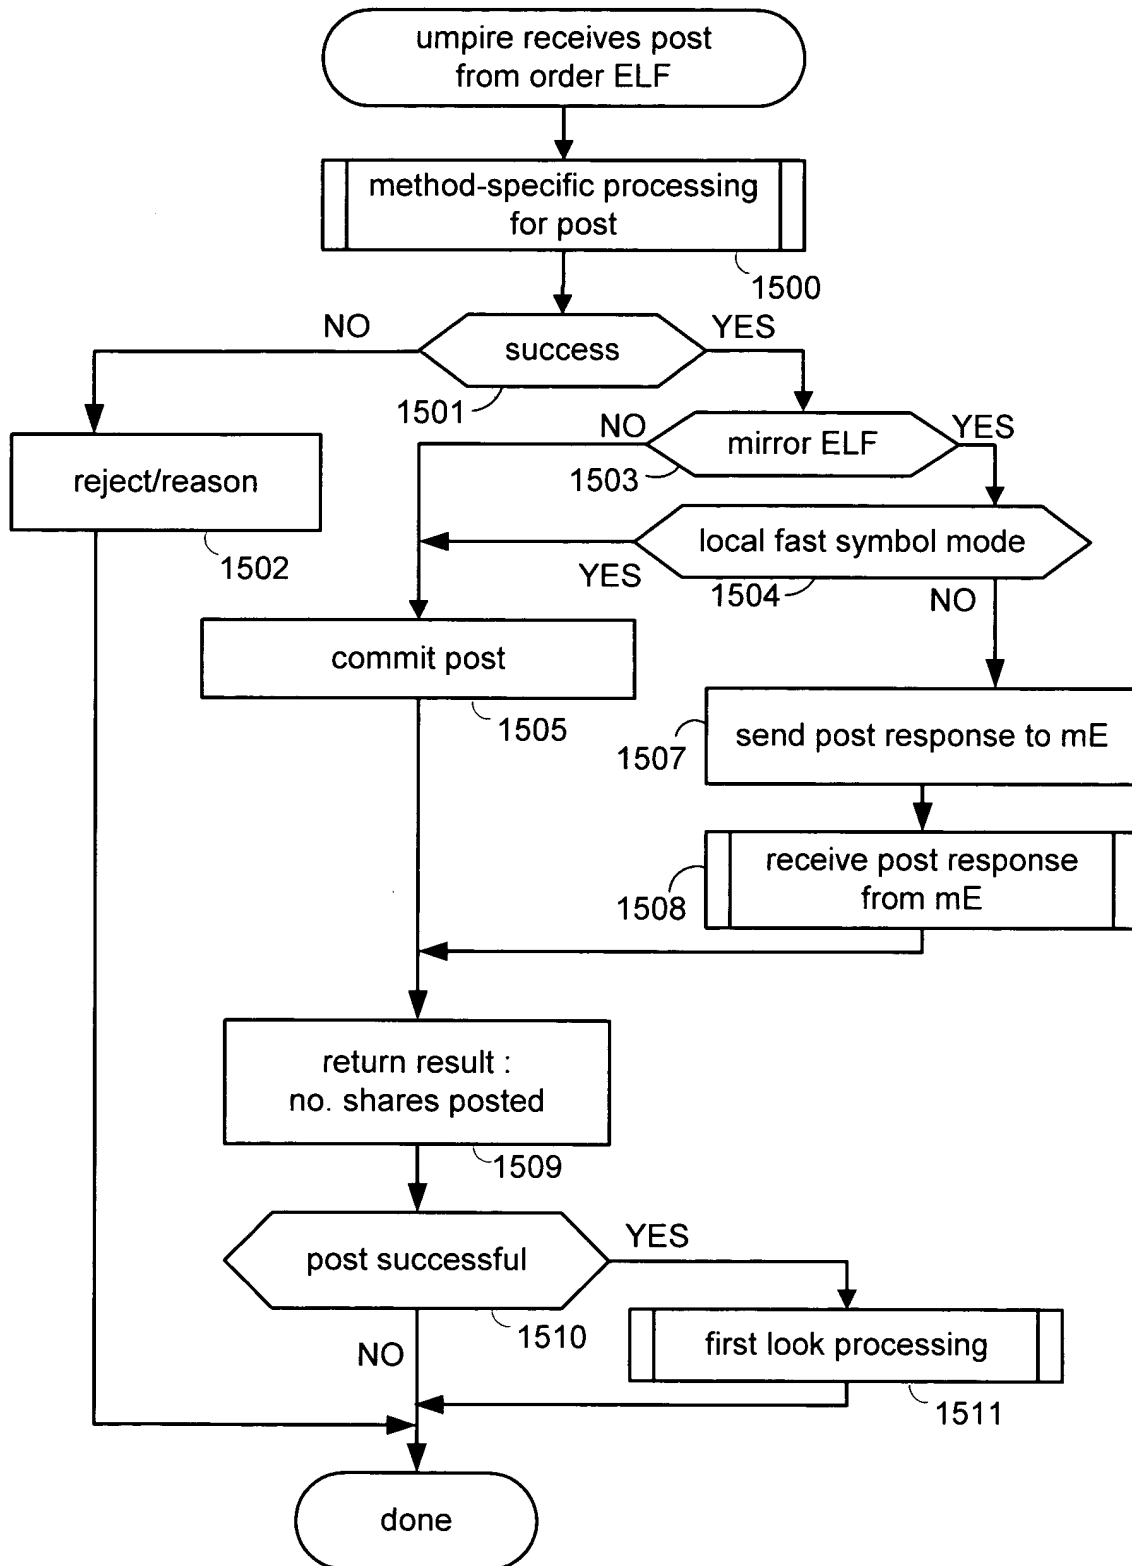 umpire receives post
from order ELF
method-specific processing
for post
1500
NO
YES
success
1501
NO
YES
mirror ELF
1503
reject/reason
1502
local fast symbol mode
YES
1504
NO
commit post
1505
send post response to mE
1507
receive post response
from mE
1508
return result :
no. shares posted
1509
YES
post successful
1510
NO
first look processing
1511
done